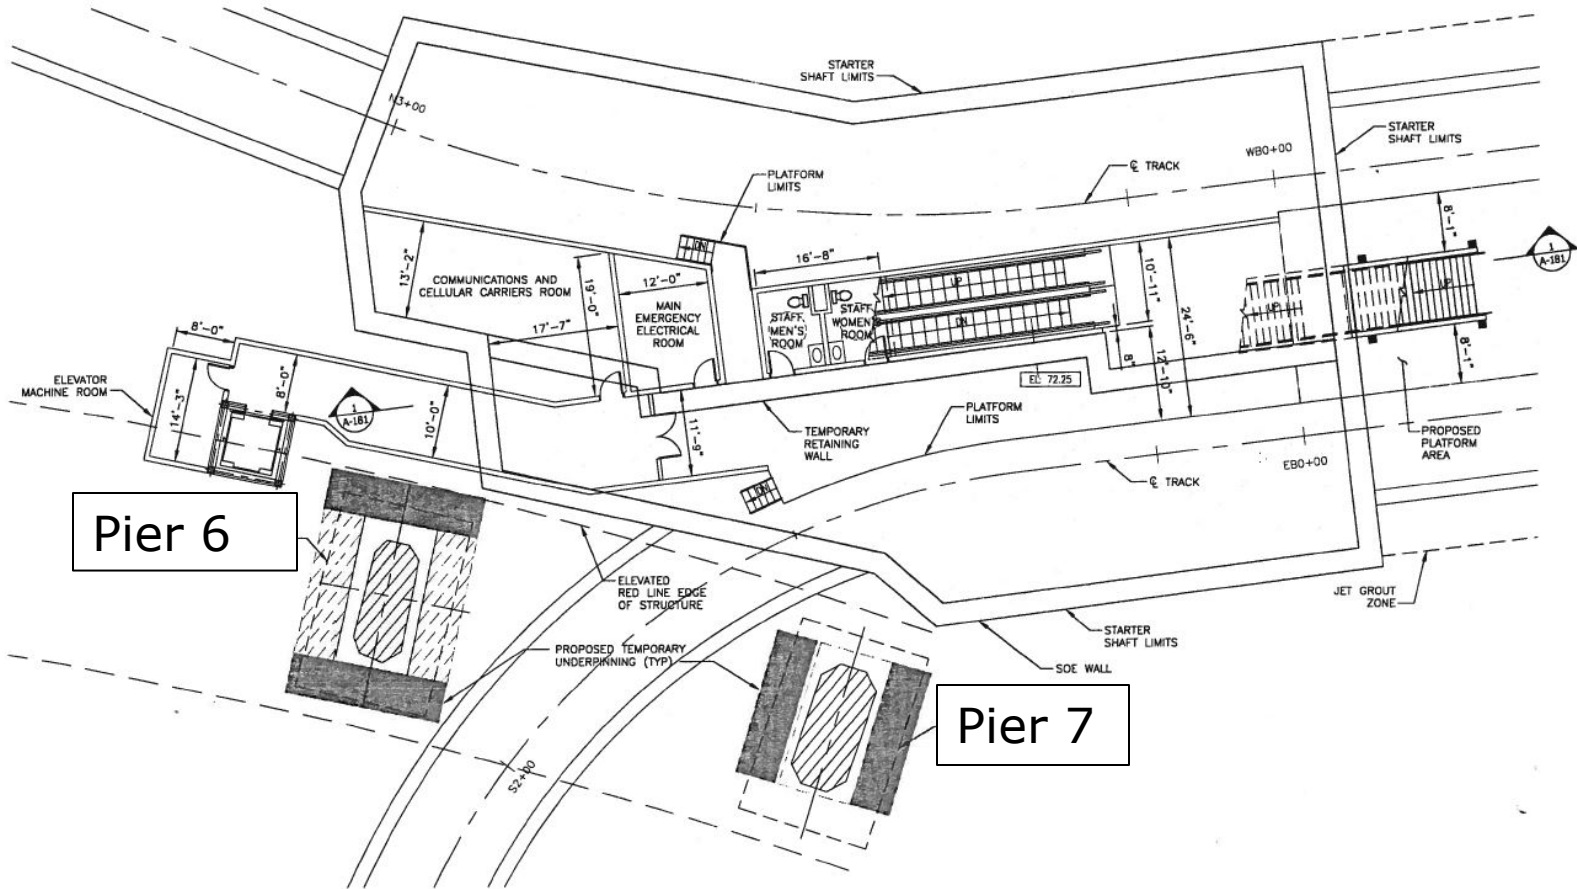 STARTER
SHAFT LIMITS
N3+00
STARTER
SHAFT LIMITS
WB0+00
℄ TRACK
PLATFORM
LIMITS
8'-1"
1
A-181
DN
16'-8"
13'-2"
COMMUNICATIONS AND
CELLULAR CARRIERS ROOM
19'-0"
12'-0"
MAIN
EMERGENCY
ELECTRICAL
ROOM
17'-7"
STAFF
MEN'S
ROOM
STAFF
WOMEN'S
ROOM
UP
DN
10'-11"
24'-6"
UP
UP
8'-0"
8'-0"
8"
12'-10"
8'-1"
ELEVATOR
MACHINE ROOM
14'-3"
1
A-181
10'-0"
EL: 72.25
11'-9"
TEMPORARY
RETAINING
WALL
PLATFORM
LIMITS
PROPOSED
PLATFORM
AREA
EB0+00
℄ TRACK
DN
Pier 6
ELEVATED
RED LINE EDGE
OF STRUCTURE
JET GROUT
ZONE
STARTER
SHAFT LIMITS
PROPOSED TEMPORARY
UNDERPINNING (TYP)
SOE WALL
Pier 7
S2+00